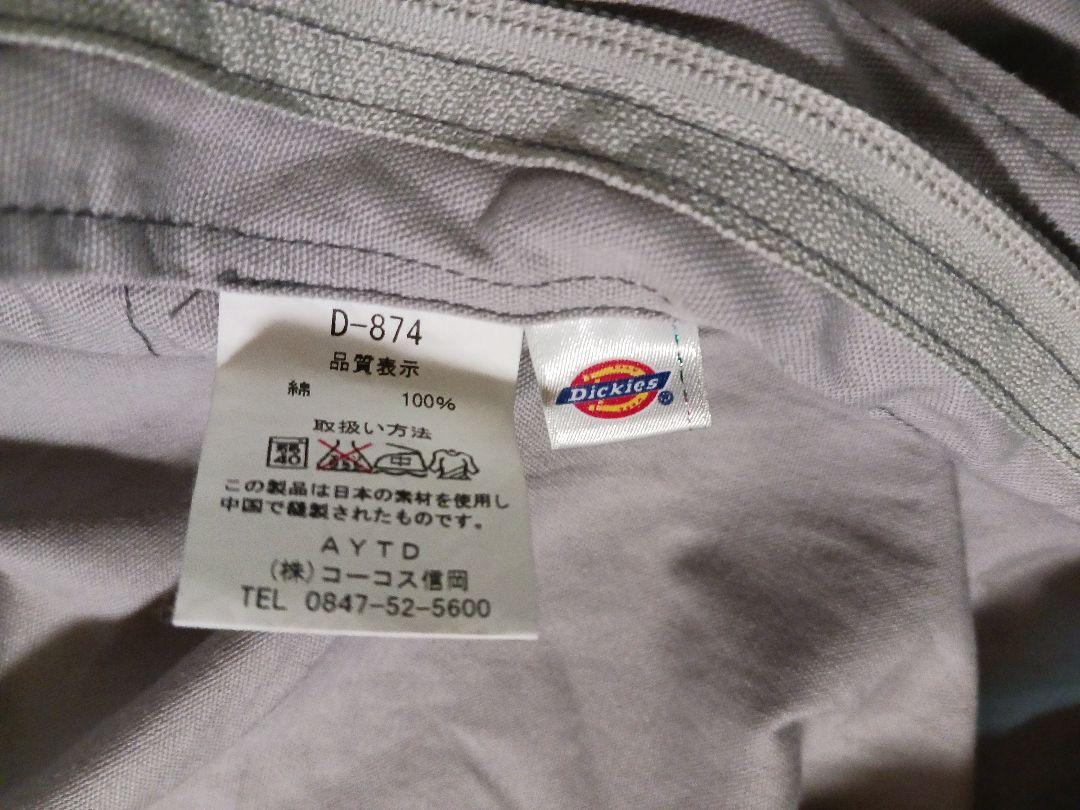 D-874
品質表示
綿 100%
取扱い方法
40
中
この製品は日本の素材を使用し
中国で縫製されたものです。
AYTD
(株)コーコス信岡
TEL 0847-52-5600
Dickies®